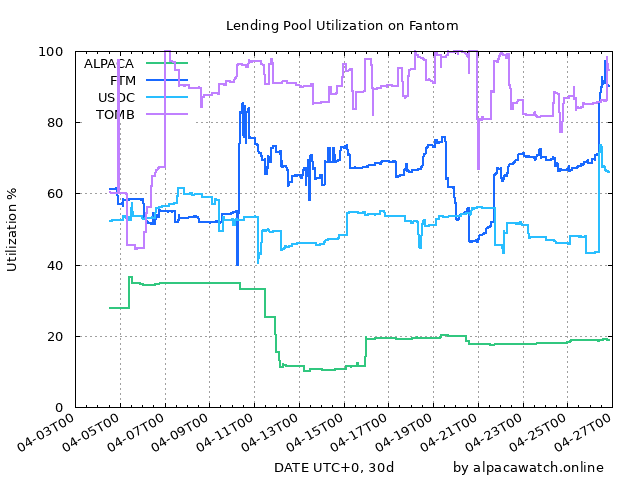 Lending Pool Utilization on Fantom
Utilization %
100
80
60
40
20
0
ALPACA
FTM
USDC
TOMB
04-03T00
04-05T00
04-07T00
04-09T00
04-11T00
04-13T00
04-15T00
04-17T00
04-19T00
04-21T00
04-23T00
04-25T00
04-27T00
DATE UTC+0, 30d
by alpacawatch.online